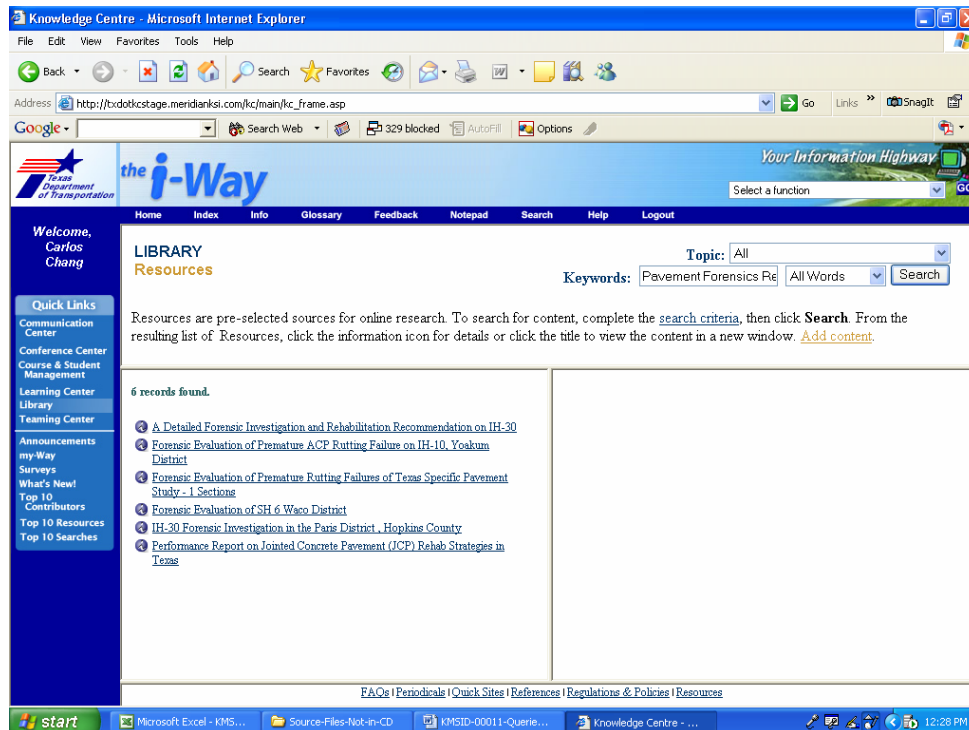 Knowledge Centre - Microsoft Internet Explorer
File Edit View Favorites Tools Help
Back Search Favorites
Address http://txdotkcstage.meridianksi.com/kc/main/kc_frame.asp Go Links » SnagIt
Google Search Web 329 blocked AutoFill Options
Texas
Department
of Transportation
the i-Way
Your Information Highway
Select a function GO
Home Index Info Glossary Feedback Notepad Search Help Logout
Welcome,
Carlos
Chang
Quick Links
Communication
Center
Conference Center
Course & Student
Management
Learning Center
Library
Teaming Center
Announcements
my-Way
Surveys
What's New!
Top 10
Contributors
Top 10 Resources
Top 10 Searches
LIBRARY
Resources
Topic: All
Keywords: Pavement Forensics Re All Words Search
Resources are pre-selected sources for online research. To search for content, complete the search criteria, then click Search. From the
resulting list of Resources, click the information icon for details or click the title to view the content in a new window. Add content.
6 records found.
A Detailed Forensic Investigation and Rehabilitation Recommendation on IH-30
Forensic Evaluation of Premature ACP Rutting Failure on IH-10, Yoakum
District
Forensic Evaluation of Premature Rutting Failures of Texas Specific Pavement
Study - 1 Sections
Forensic Evaluation of SH 6 Waco District
IH-30 Forensic Investigation in the Paris District , Hopkins County
Performance Report on Jointed Concrete Pavement (JCP) Rehab Strategies in
Texas
FAQs | Periodicals | Quick Sites | References | Regulations & Policies | Resources
start Microsoft Excel - KMS... Source-Files-Not-in-CD KMSID-00011-Querie... Knowledge Centre - ... 12:28 PM